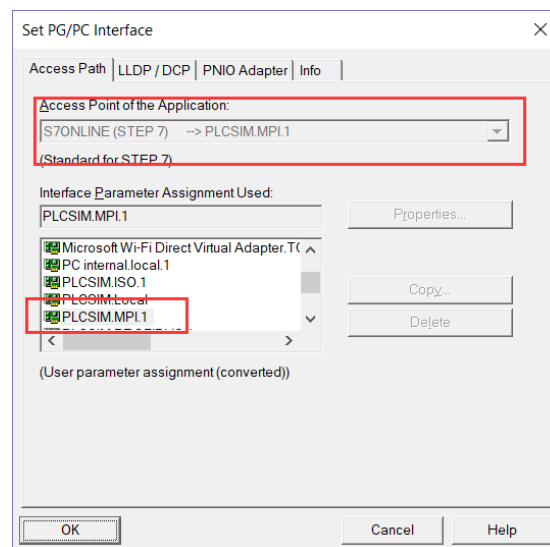 Set PG/PC Interface
Access Path LLDP / DCP PNIO Adapter Info
Access Point of the Application:
S7ONLINE (STEP 7) --> PLCSIM.MPI.1
(Standard for STEP 7)
Interface Parameter Assignment Used:
PLCSIM.MPI.1
Properties...
Microsoft Wi-Fi Direct Virtual Adapter.T
PC internal.local.1
PLCSIM.ISO.1
PLCSIM.Local
PLCSIM.MPI.1
Copy...
Delete
(User parameter assignment (converted))
OK
Cancel
Help